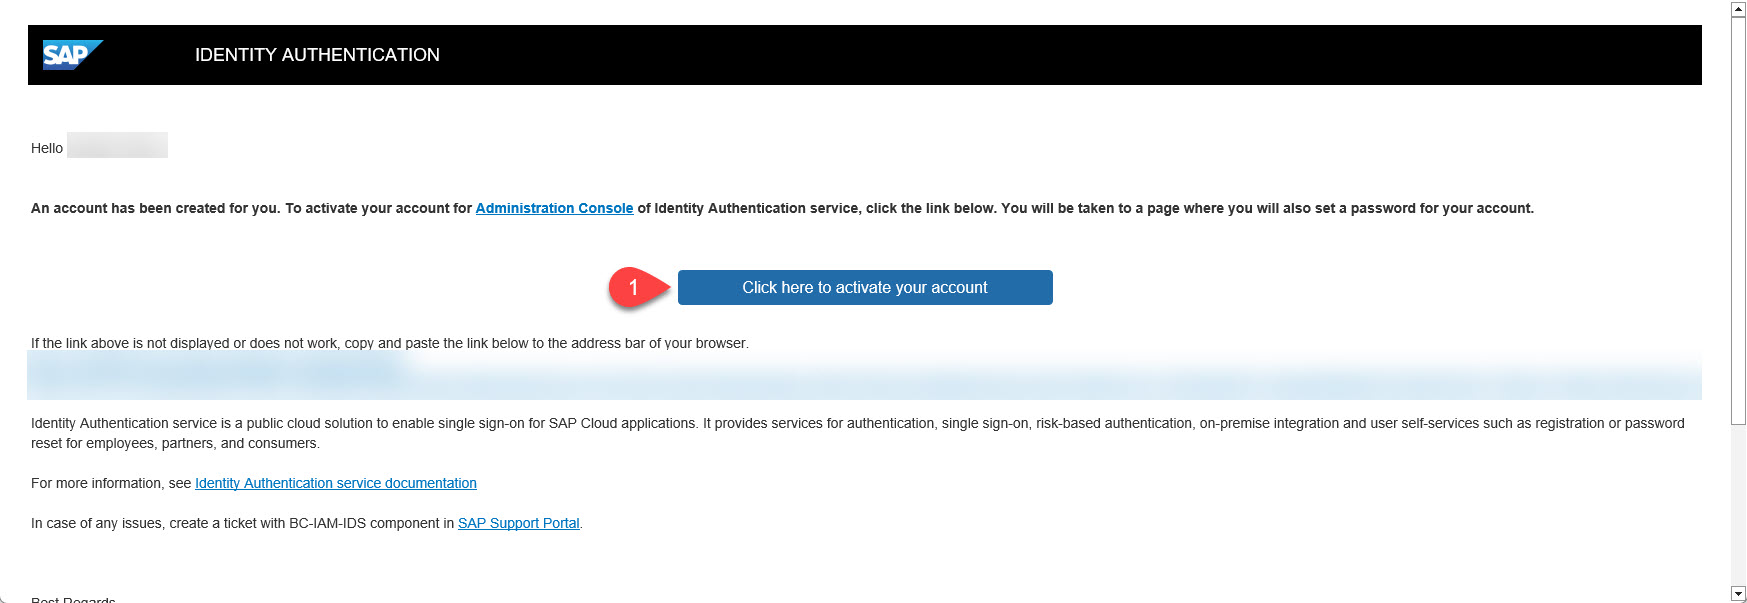 SAP
IDENTITY AUTHENTICATION
Hello
An account has been created for you. To activate your account for Administration Console of Identity Authentication service, click the link below. You will be taken to a page where you will also set a password for your account.
1
Click here to activate your account
If the link above is not displayed or does not work, copy and paste the link below to the address bar of your browser.
Identity Authentication service is a public cloud solution to enable single sign-on for SAP Cloud applications. It provides services for authentication, single sign-on, risk-based authentication, on-premise integration and user self-services such as registration or password
reset for employees, partners, and consumers.
For more information, see Identity Authentication service documentation
In case of any issues, create a ticket with BC-IAM-IDS component in SAP Support Portal.
Best Regards